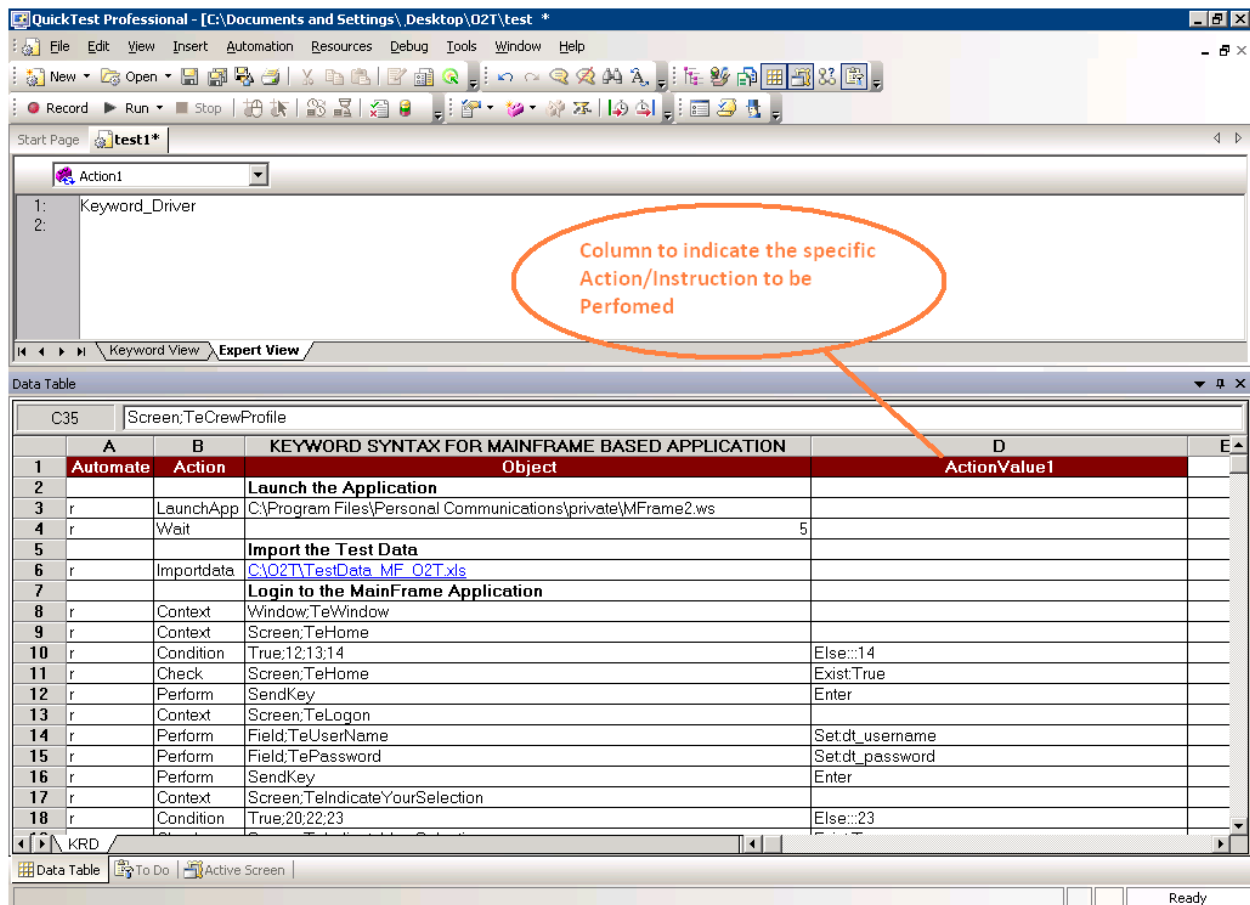 QuickTest Professional - [C:\Documents and Settings\ ,Desktop\O2T\test *
File Edit View Insert Automation Resources Debug Tools Window Help
New Open
Record Run Stop
Start Page test1*
Action1
1: Keyword_Driver
2:
Column to indicate the specific
Action/Instruction to be
Perfomed
Keyword View Expert View
Data Table
C35 Screen;TeCrewProfile
A B KEYWORD SYNTAX FOR MAINFRAME BASED APPLICATION D E
1 Automate Action Object ActionValue1
2 Launch the Application
3 r LaunchApp C:\Program Files\Personal Communications\private\MFrame2.ws
4 r Wait 5
5 Import the Test Data
6 r Importdata C:\O2T\TestData_MF_O2T.xls
7 Login to the MainFrame Application
8 r Context Window;TeWindow
9 r Context Screen;TeHome
10 r Condition True;12;13;14 Else:::14
11 r Check Screen;TeHome Exist:True
12 r Perform SendKey Enter
13 r Context Screen;TeLogon
14 r Perform Field;TeUserName Set:dt_username
15 r Perform Field;TePassword Set:dt_password
16 r Perform SendKey Enter
17 r Context Screen;TeIndicateYourSelection
18 r Condition True;20;22;23 Else:::23
KRD
Data Table To Do Active Screen
Ready